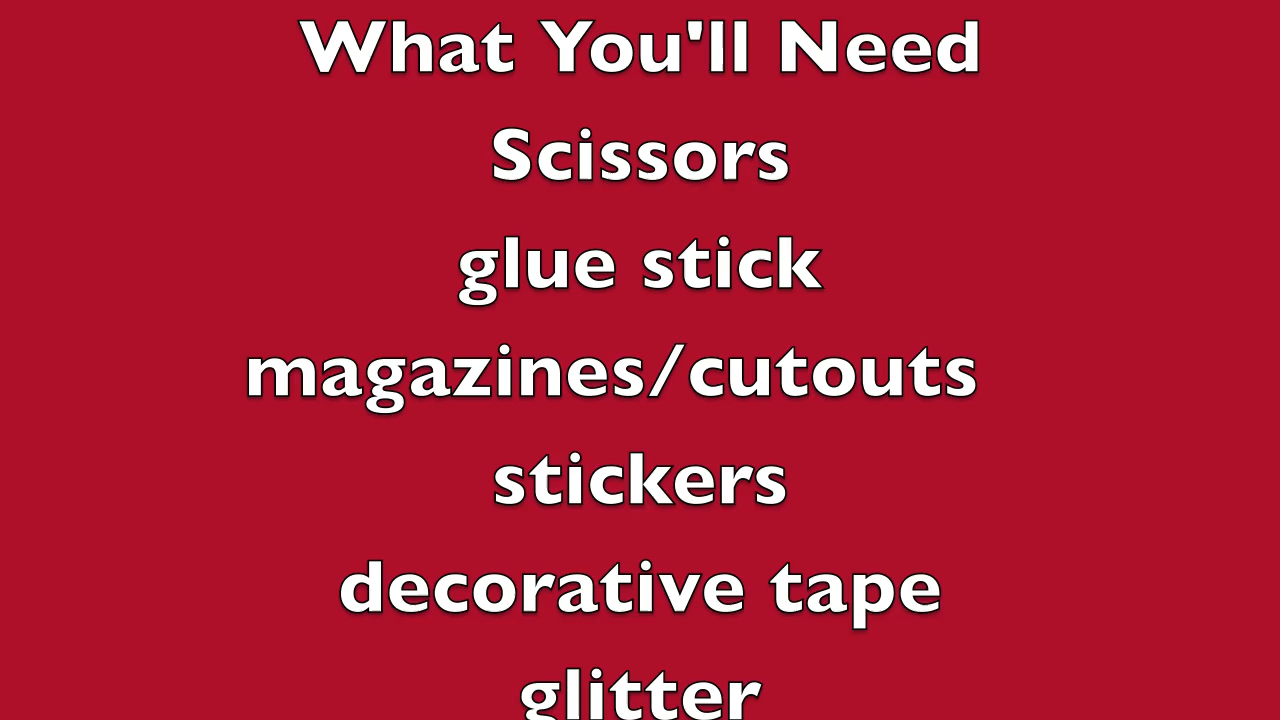 What You'll Need
Scissors
glue stick
magazines/cutouts
stickers
decorative tape
glitter